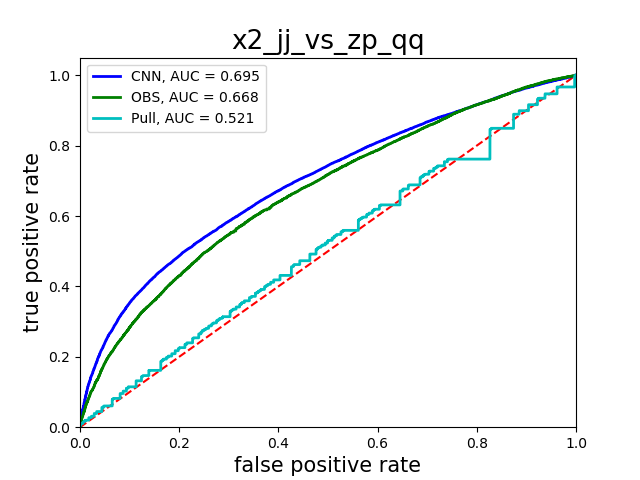 x2_jj_vs_zp_qq
CNN, AUC = 0.695
OBS, AUC = 0.668
Pull, AUC = 0.521
true positive rate
1.0
0.8
0.6
0.4
0.2
0.0
0.0 0.2 0.4 0.6 0.8 1.0
false positive rate